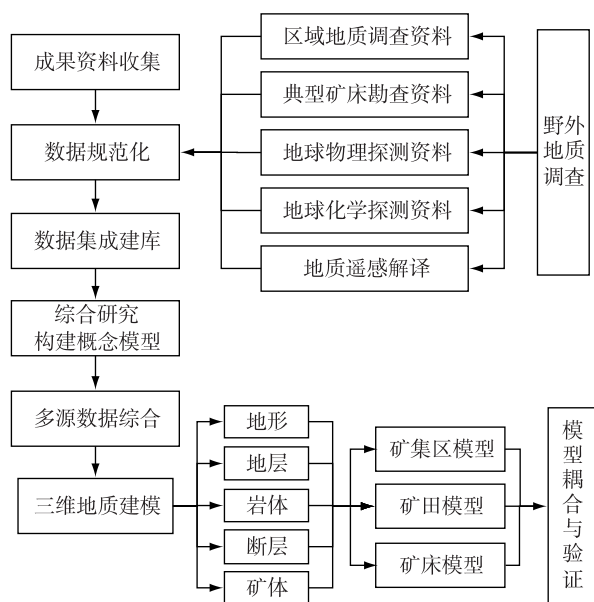 成果资料收集
数据规范化
数据集成建库
综合研究
构建概念模型
多源数据综合
三维地质建模
区域地质调查资料
典型矿床勘查资料
地球物理探测资料
地球化学探测资料
地质遥感解译
野外
地质
调查
地形
地层
岩体
断层
矿体
矿集区模型
矿田模型
矿床模型
模
型
耦
合
与
验
证